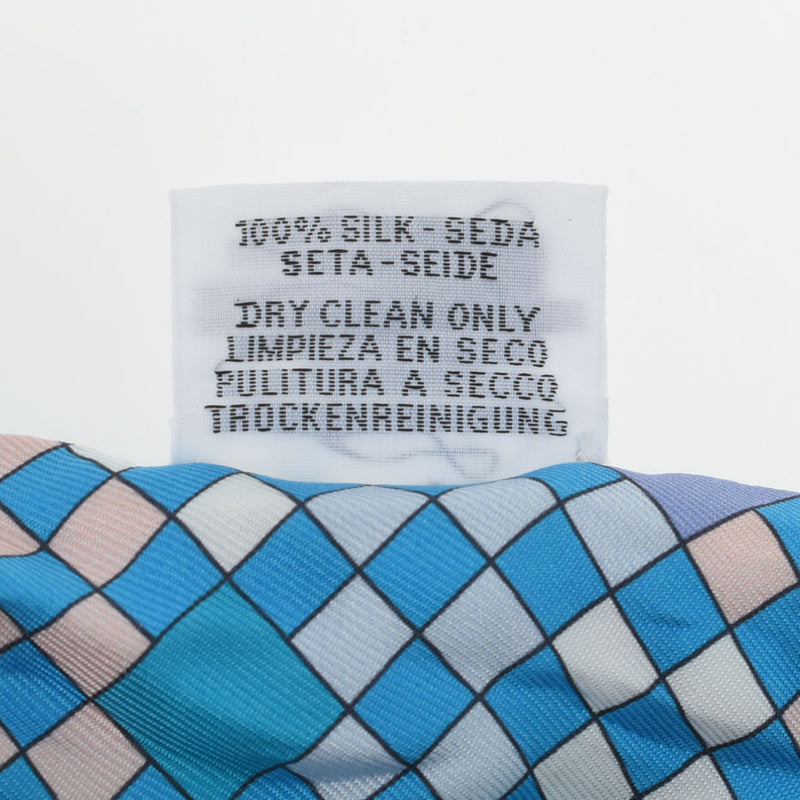 100% SILK-SEDA
SETA-SEIDE
DRY CLEAN ONLY
LIMPIEZA EN SECO
PULITURA A SECCO
TROCKENREINIGUNG